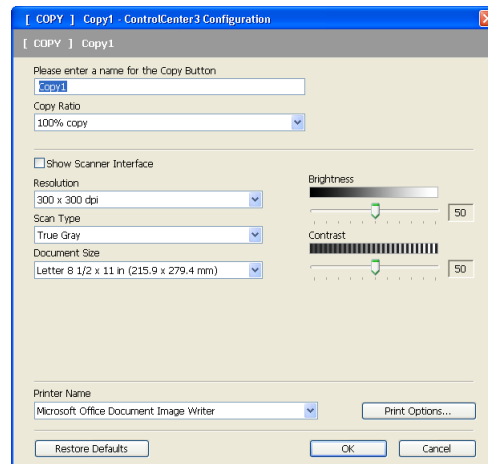 [ COPY ] Copy1 - ControlCenter3 Configuration
[ COPY ] Copy1
Please enter a name for the Copy Button
Copy1
Copy Ratio
100% copy
Show Scanner Interface
Resolution
300 x 300 dpi
Scan Type
True Gray
Document Size
Letter 8 1/2 x 11 in (215.9 x 279.4 mm)
Brightness
50
Contrast
50
Printer Name
Microsoft Office Document Image Writer
Print Options...
Restore Defaults
OK
Cancel